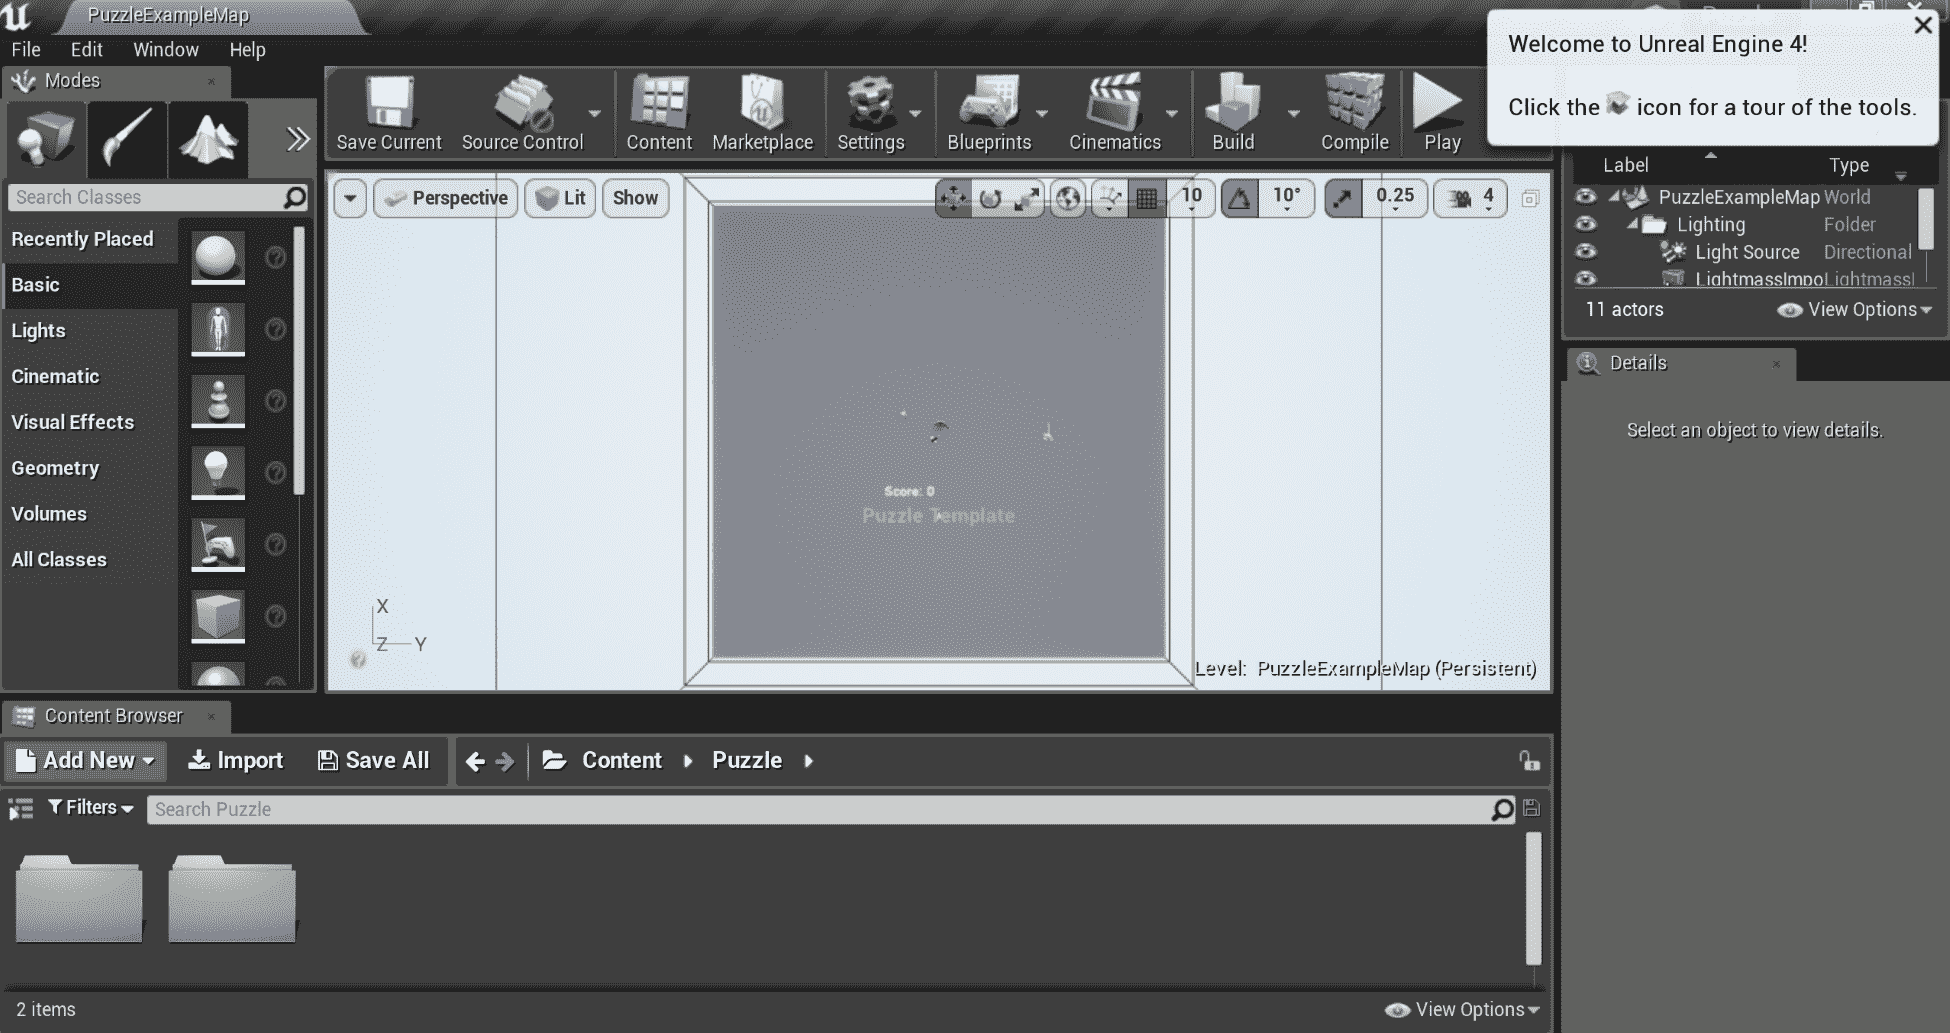 PuzzleExampleMap
File Edit Window Help
Welcome to Unreal Engine 4!
Click the icon for a tour of the tools.
Modes
Save Current Source Control Content Marketplace Settings Blueprints Cinematics Build Compile Play
Search Classes
Recently Placed
Basic
Lights
Cinematic
Visual Effects
Geometry
Volumes
All Classes
Perspective Lit Show 10 10° 0.25 4
Score: 0
Puzzle Template
X
Z Y
Level: PuzzleExampleMap (Persistent)
Label Type
PuzzleExampleMap World
Lighting Folder
Light Source Directional
LightmassImpo Lightmass
11 actors View Options
Details
Select an object to view details.
Content Browser
Add New Import Save All Content Puzzle
Filters Search Puzzle
2 items View Options